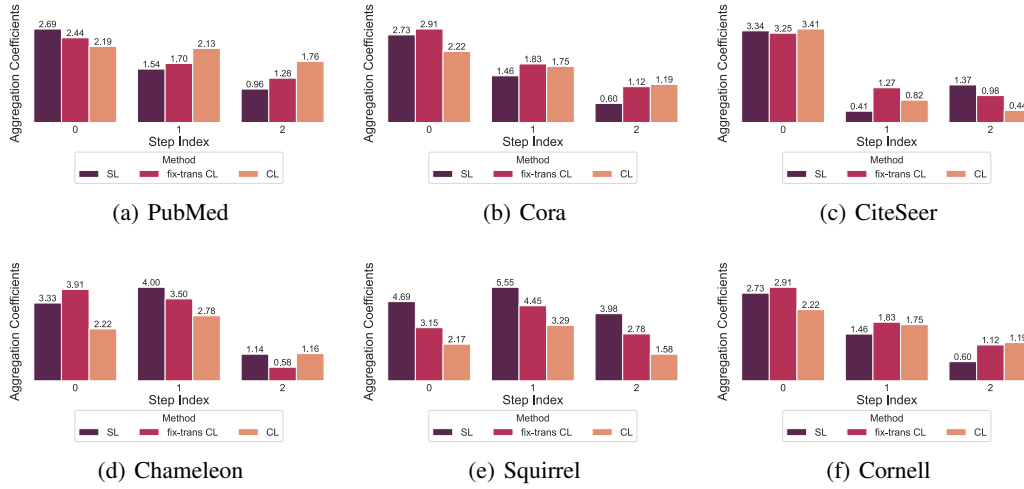 Aggregation Coefficients
2.69 2.44 2.19 1.54 1.70 2.13 0.96 1.28 1.76
0 1 2
Step Index
Method
SL fix-trans CL CL
(a) PubMed
Aggregation Coefficients
2.73 2.91 2.22 1.46 1.83 1.75 0.60 1.12 1.19
0 1 2
Step Index
Method
SL fix-trans CL CL
(b) Cora
Aggregation Coefficients
3.34 3.25 3.41 0.41 1.27 0.82 1.37 0.98 0.44
0 1 2
Step Index
Method
SL fix-trans CL CL
(c) CiteSeer
Aggregation Coefficients
3.33 3.91 2.22 4.00 3.50 2.78 1.14 0.58 1.16
0 1 2
Step Index
Method
SL fix-trans CL CL
(d) Chameleon
Aggregation Coefficients
4.69 3.15 2.17 5.55 4.45 3.29 3.98 2.78 1.58
0 1 2
Step Index
Method
SL fix-trans CL CL
(e) Squirrel
Aggregation Coefficients
2.73 2.91 2.22 1.46 1.83 1.75 0.60 1.12 1.19
0 1 2
Step Index
Method
SL fix-trans CL CL
(f) Cornell